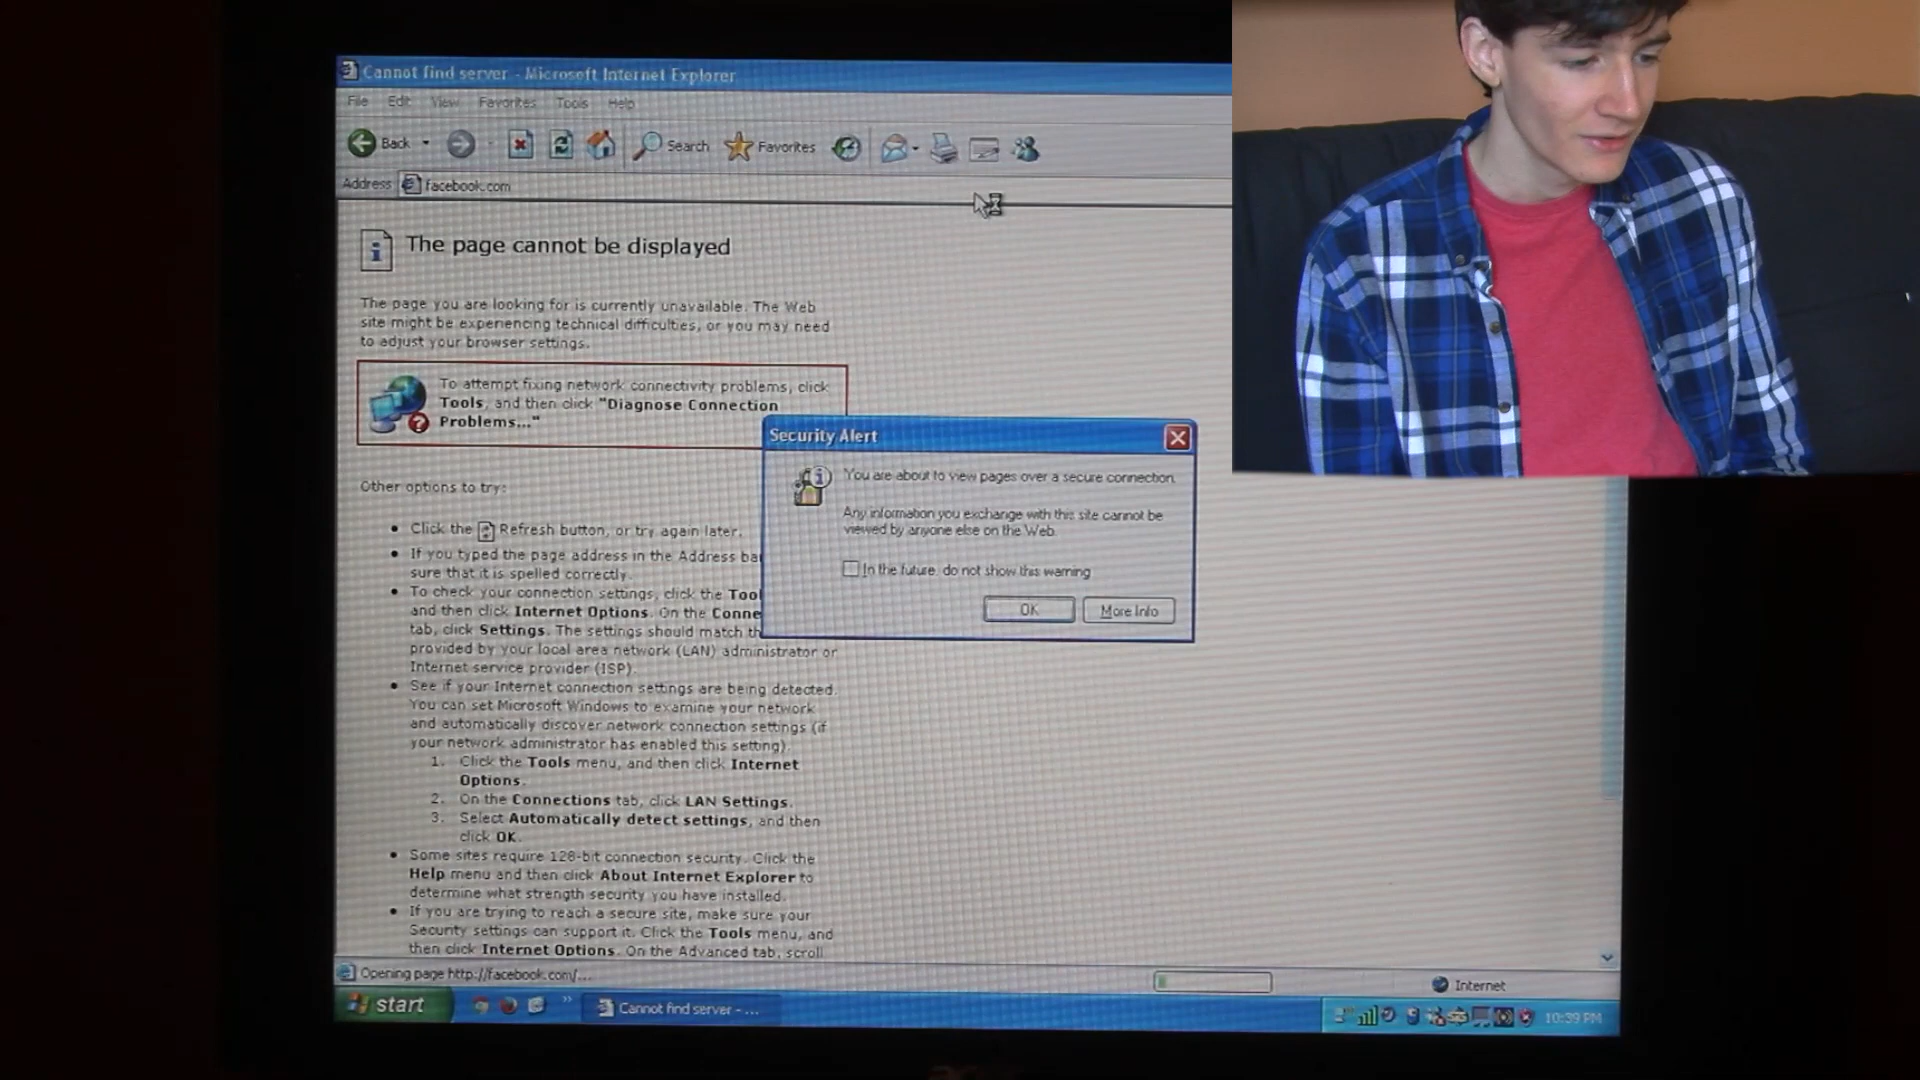 Cannot find server - Microsoft Internet Explorer
File Edit View Favorites Tools Help
Back Search Favorites
Address facebook.com
The page cannot be displayed
The page you are looking for is currently unavailable. The Web
site might be experiencing technical difficulties, or you may need
to adjust your browser settings.
To attempt fixing network connectivity problems, click
Tools, and then click "Diagnose Connection
Problems..."
Other options to try:
Click the Refresh button, or try again later.
If you typed the page address in the Address ba
sure that it is spelled correctly.
To check your connection settings, click the Tool
and then click Internet Options. On the Conne
tab, click Settings. The settings should match th
provided by your local area network (LAN) administrator or
Internet service provider (ISP).
See if your Internet connection settings are being detected.
You can set Microsoft Windows to examine your network
and automatically discover network connection settings (if
your network administrator has enabled this setting).
1. Click the Tools menu, and then click Internet
Options.
2. On the Connections tab, click LAN Settings.
3. Select Automatically detect settings, and then
click OK.
Some sites require 128-bit connection security. Click the
Help menu and then click About Internet Explorer to
determine what strength security you have installed.
If you are trying to reach a secure site, make sure your
Security settings can support it. Click the Tools menu, and
then click Internet Options. On the Advanced tab, scroll
Security Alert
You are about to view pages over a secure connection.
Any information you exchange with this site cannot be
viewed by anyone else on the Web.
In the future, do not show this warning
OK More Info
Opening page http://facebook.com/...
Internet
start Cannot find server - ... 10:39 PM